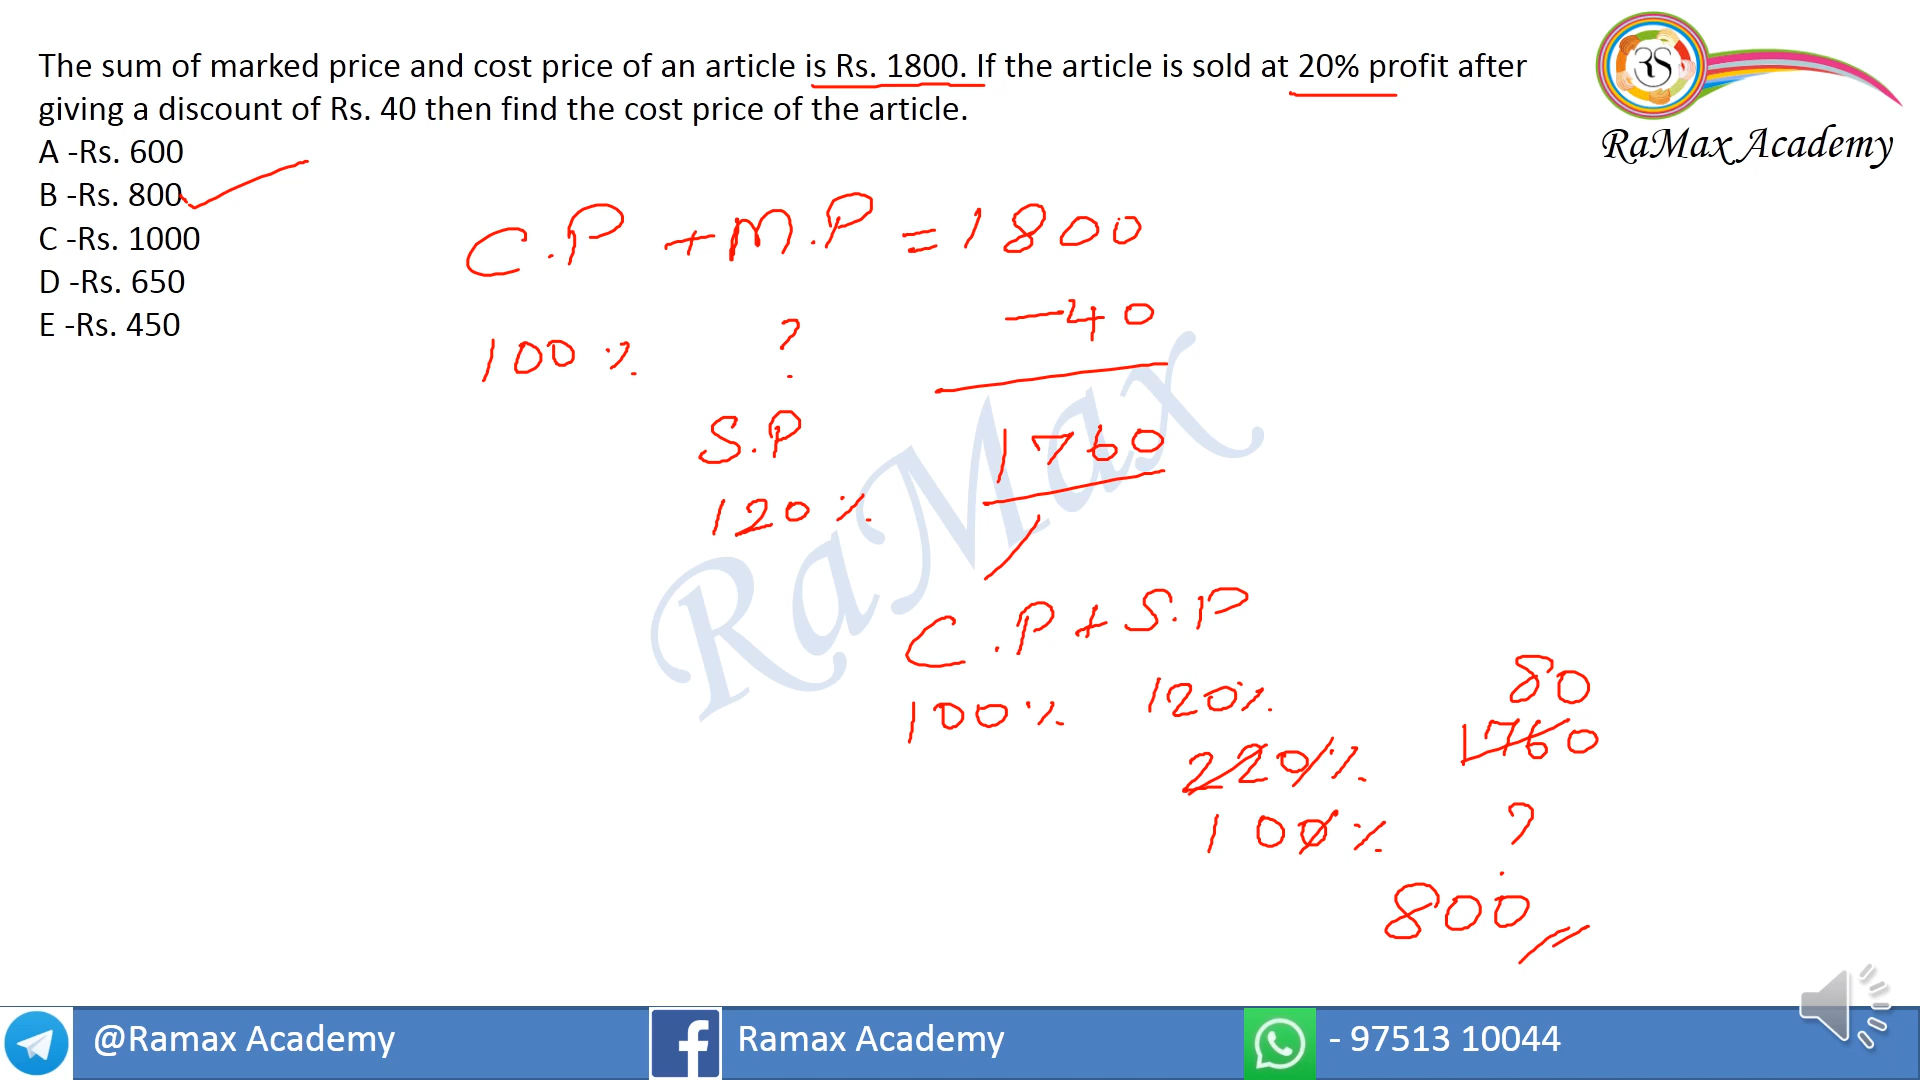 The sum of marked price and cost price of an article is Rs. 1800. If the article is sold at 20% profit after
giving a discount of Rs. 40 then find the cost price of the article.
A -Rs. 600
B -Rs. 800
C -Rs. 1000
D -Rs. 650
E -Rs. 450
RS
RaMax Academy
C.P + M.P = 1800
- 40
100% ?
S.P 1760
120%
C.P + S.P
100% 120%
80
220% 1760
100% ?
800
RaMax
@Ramax Academy
Ramax Academy
- 97513 10044